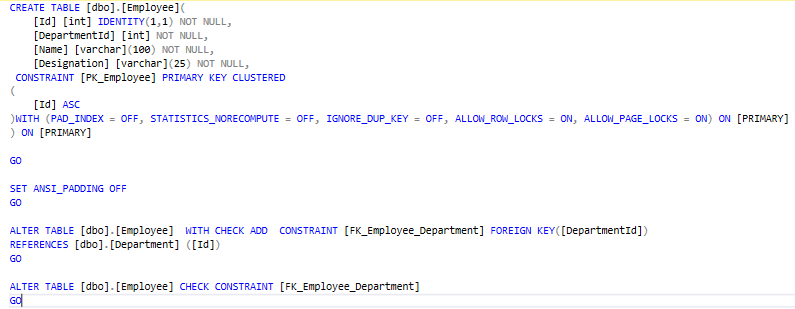 CREATE TABLE [dbo].[Employee](
[Id] [int] IDENTITY(1,1) NOT NULL,
[DepartmentId] [int] NOT NULL,
[Name] [varchar](100) NOT NULL,
[Designation] [varchar](25) NOT NULL,
CONSTRAINT [PK_Employee] PRIMARY KEY CLUSTERED
(
[Id] ASC
)WITH (PAD_INDEX = OFF, STATISTICS_NORECOMPUTE = OFF, IGNORE_DUP_KEY = OFF, ALLOW_ROW_LOCKS = ON, ALLOW_PAGE_LOCKS = ON) ON [PRIMARY]
) ON [PRIMARY]
GO
SET ANSI_PADDING OFF
GO
ALTER TABLE [dbo].[Employee]  WITH CHECK ADD  CONSTRAINT [FK_Employee_Department] FOREIGN KEY([DepartmentId])
REFERENCES [dbo].[Department] ([Id])
GO
ALTER TABLE [dbo].[Employee] CHECK CONSTRAINT [FK_Employee_Department]
GO